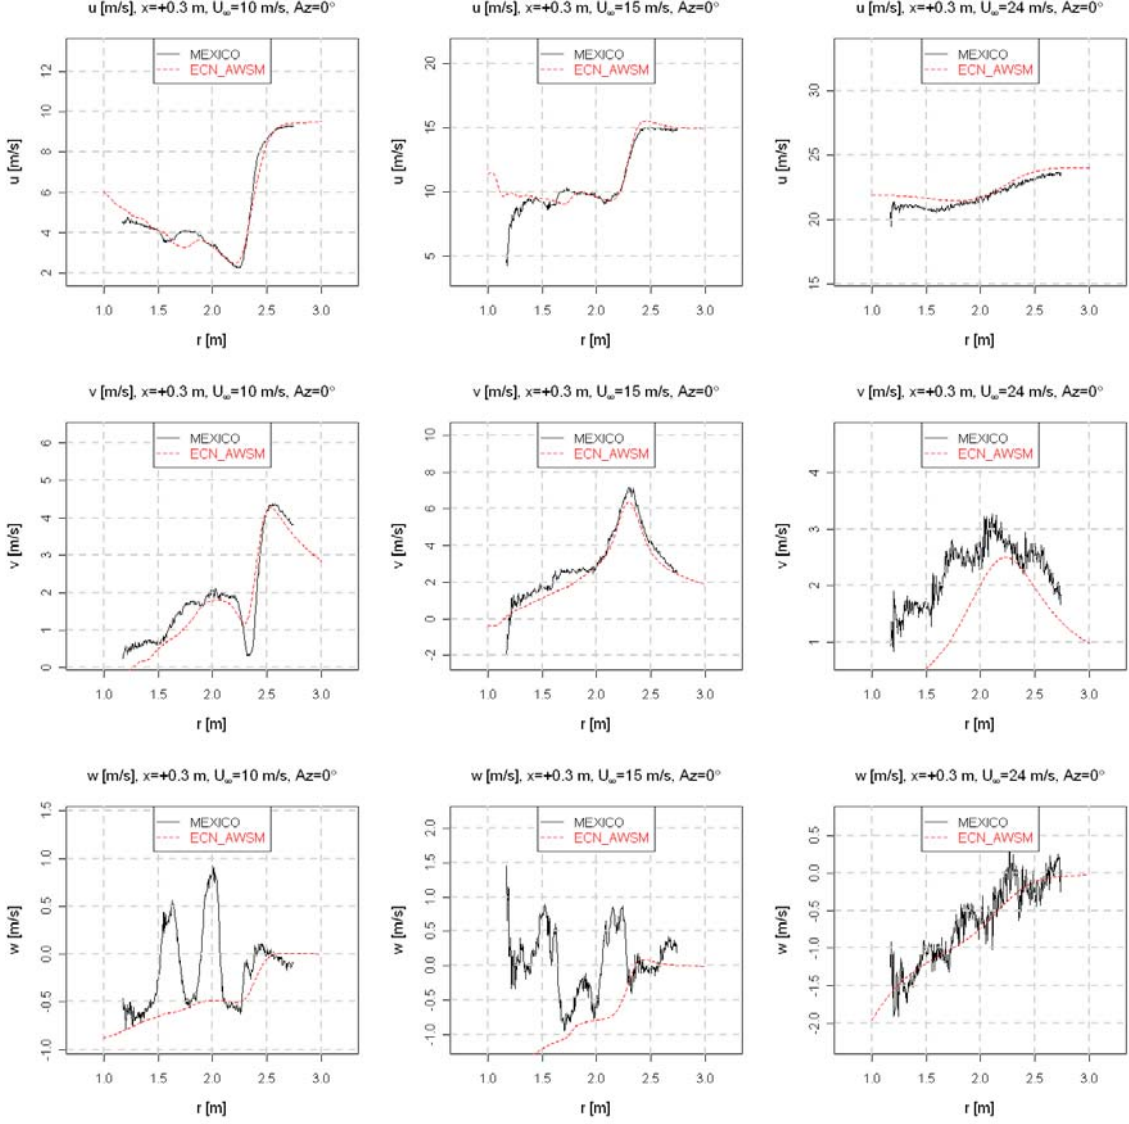 u [m/s], x=+0.3 m, U∞=10 m/s, Az=0°
u [m/s], x=+0.3 m, U∞=15 m/s, Az=0°
u [m/s], x=+0.3 m, U∞=24 m/s, Az=0°
MEXICO
ECN_AWSM
MEXICO
ECN_AWSM
MEXICO
ECN_AWSM
u [m/s]
2 4 6 8 10 12
u [m/s]
5 10 15 20
u [m/s]
15 20 25 30
1.0 1.5 2.0 2.5 3.0
1.0 1.5 2.0 2.5 3.0
1.0 1.5 2.0 2.5 3.0
r [m]
r [m]
r [m]
v [m/s], x=+0.3 m, U∞=10 m/s, Az=0°
v [m/s], x=+0.3 m, U∞=15 m/s, Az=0°
v [m/s], x=+0.3 m, U∞=24 m/s, Az=0°
MEXICO
ECN_AWSM
MEXICO
ECN_AWSM
MEXICO
ECN_AWSM
v [m/s]
0 1 2 3 4 5 6
v [m/s]
-2 0 2 4 6 8 10
v [m/s]
1 2 3 4
1.0 1.5 2.0 2.5 3.0
1.0 1.5 2.0 2.5 3.0
1.0 1.5 2.0 2.5 3.0
r [m]
r [m]
r [m]
w [m/s], x=+0.3 m, U∞=10 m/s, Az=0°
w [m/s], x=+0.3 m, U∞=15 m/s, Az=0°
w [m/s], x=+0.3 m, U∞=24 m/s, Az=0°
MEXICO
ECN_AWSM
MEXICO
ECN_AWSM
MEXICO
ECN_AWSM
w [m/s]
-1.0 -0.5 0.0 0.5 1.0 1.5
w [m/s]
-1.0 -0.5 0.0 0.5 1.0 1.5 2.0
w [m/s]
-2.0 -1.5 -1.0 -0.5 0.0 0.5
1.0 1.5 2.0 2.5 3.0
1.0 1.5 2.0 2.5 3.0
1.0 1.5 2.0 2.5 3.0
r [m]
r [m]
r [m]